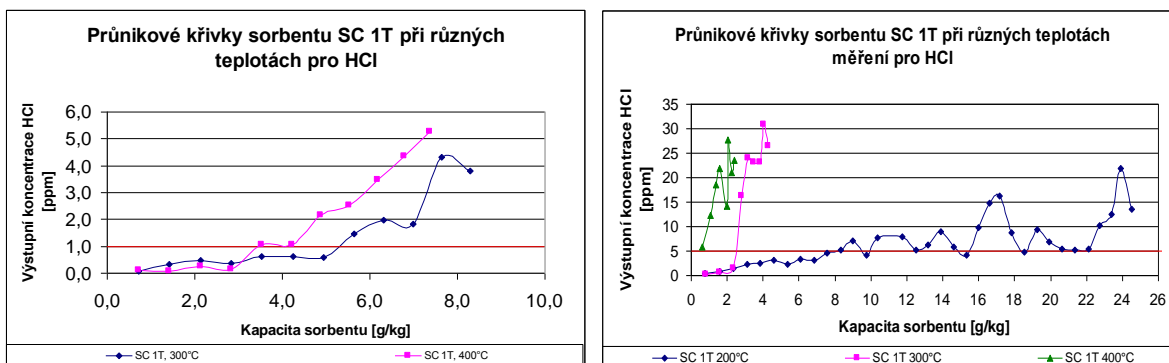 Průnikové křivky sorbentu SC 1T při různých
teplotách pro HCl
Výstupní koncentrace HCl
[ppm]
6,0
5,0
4,0
3,0
2,0
1,0
0,0
0,0 2,0 4,0 6,0 8,0 10,0
Kapacita sorbentu [g/kg]
SC 1T, 300°C SC 1T, 400°C
Průnikové křivky sorbentu SC 1T při různých teplotách
měření pro HCl
Výstupní koncentrace HCl
[ppm]
35
30
25
20
15
10
5
0
0 2 4 6 8 10 12 14 16 18 20 22 24 26
Kapacita sorbentu [g/kg]
SC 1T 200°C SC 1T 300°C SC 1T 400°C